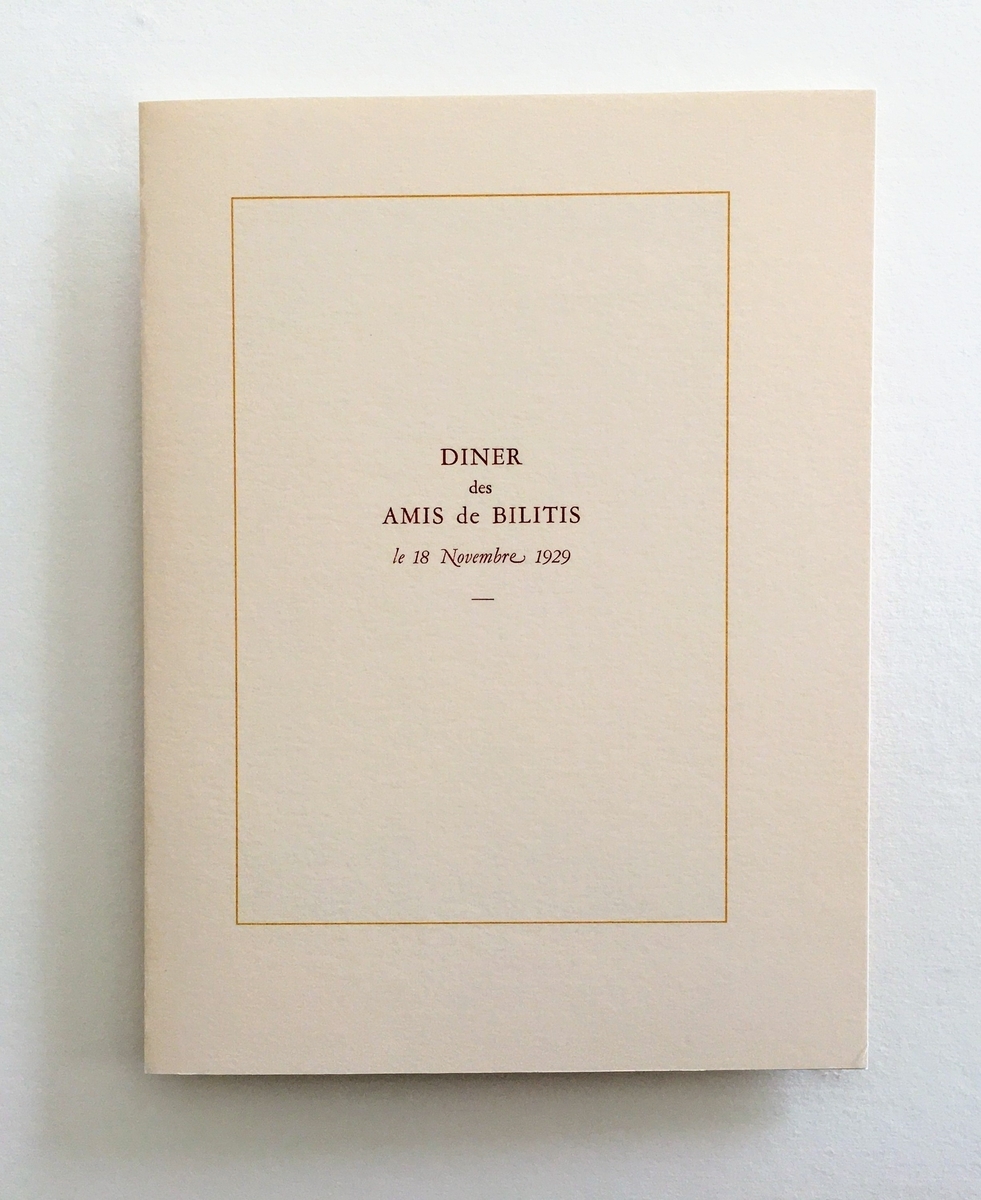 DINER
des
AMIS de BILITIS
le 18 Novembre 1929